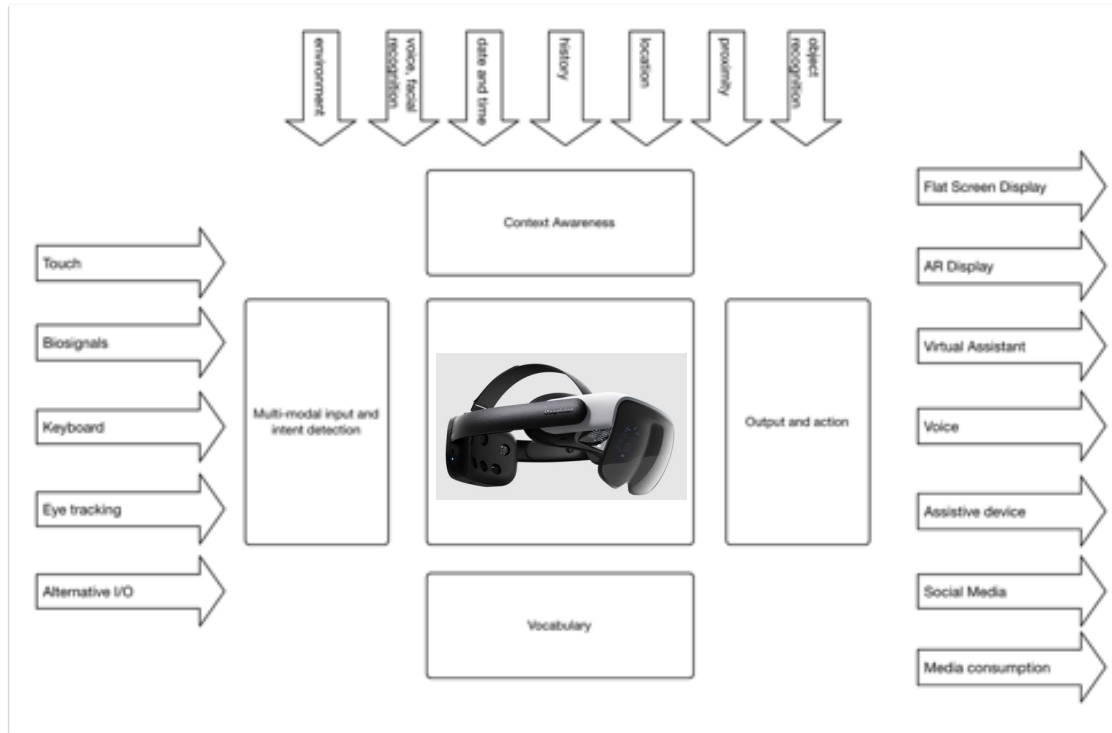 environment
voice, facial
recognition
date and time
history
location
proximity
object
recognition
Context Awareness
Touch
Biosignals
Keyboard
Eye tracking
Alternative I/O
Multi-modal input and
intent detection
Output and action
Vocabulary
Flat Screen Display
AR Display
Virtual Assistant
Voice
Assistive device
Social Media
Media consumption